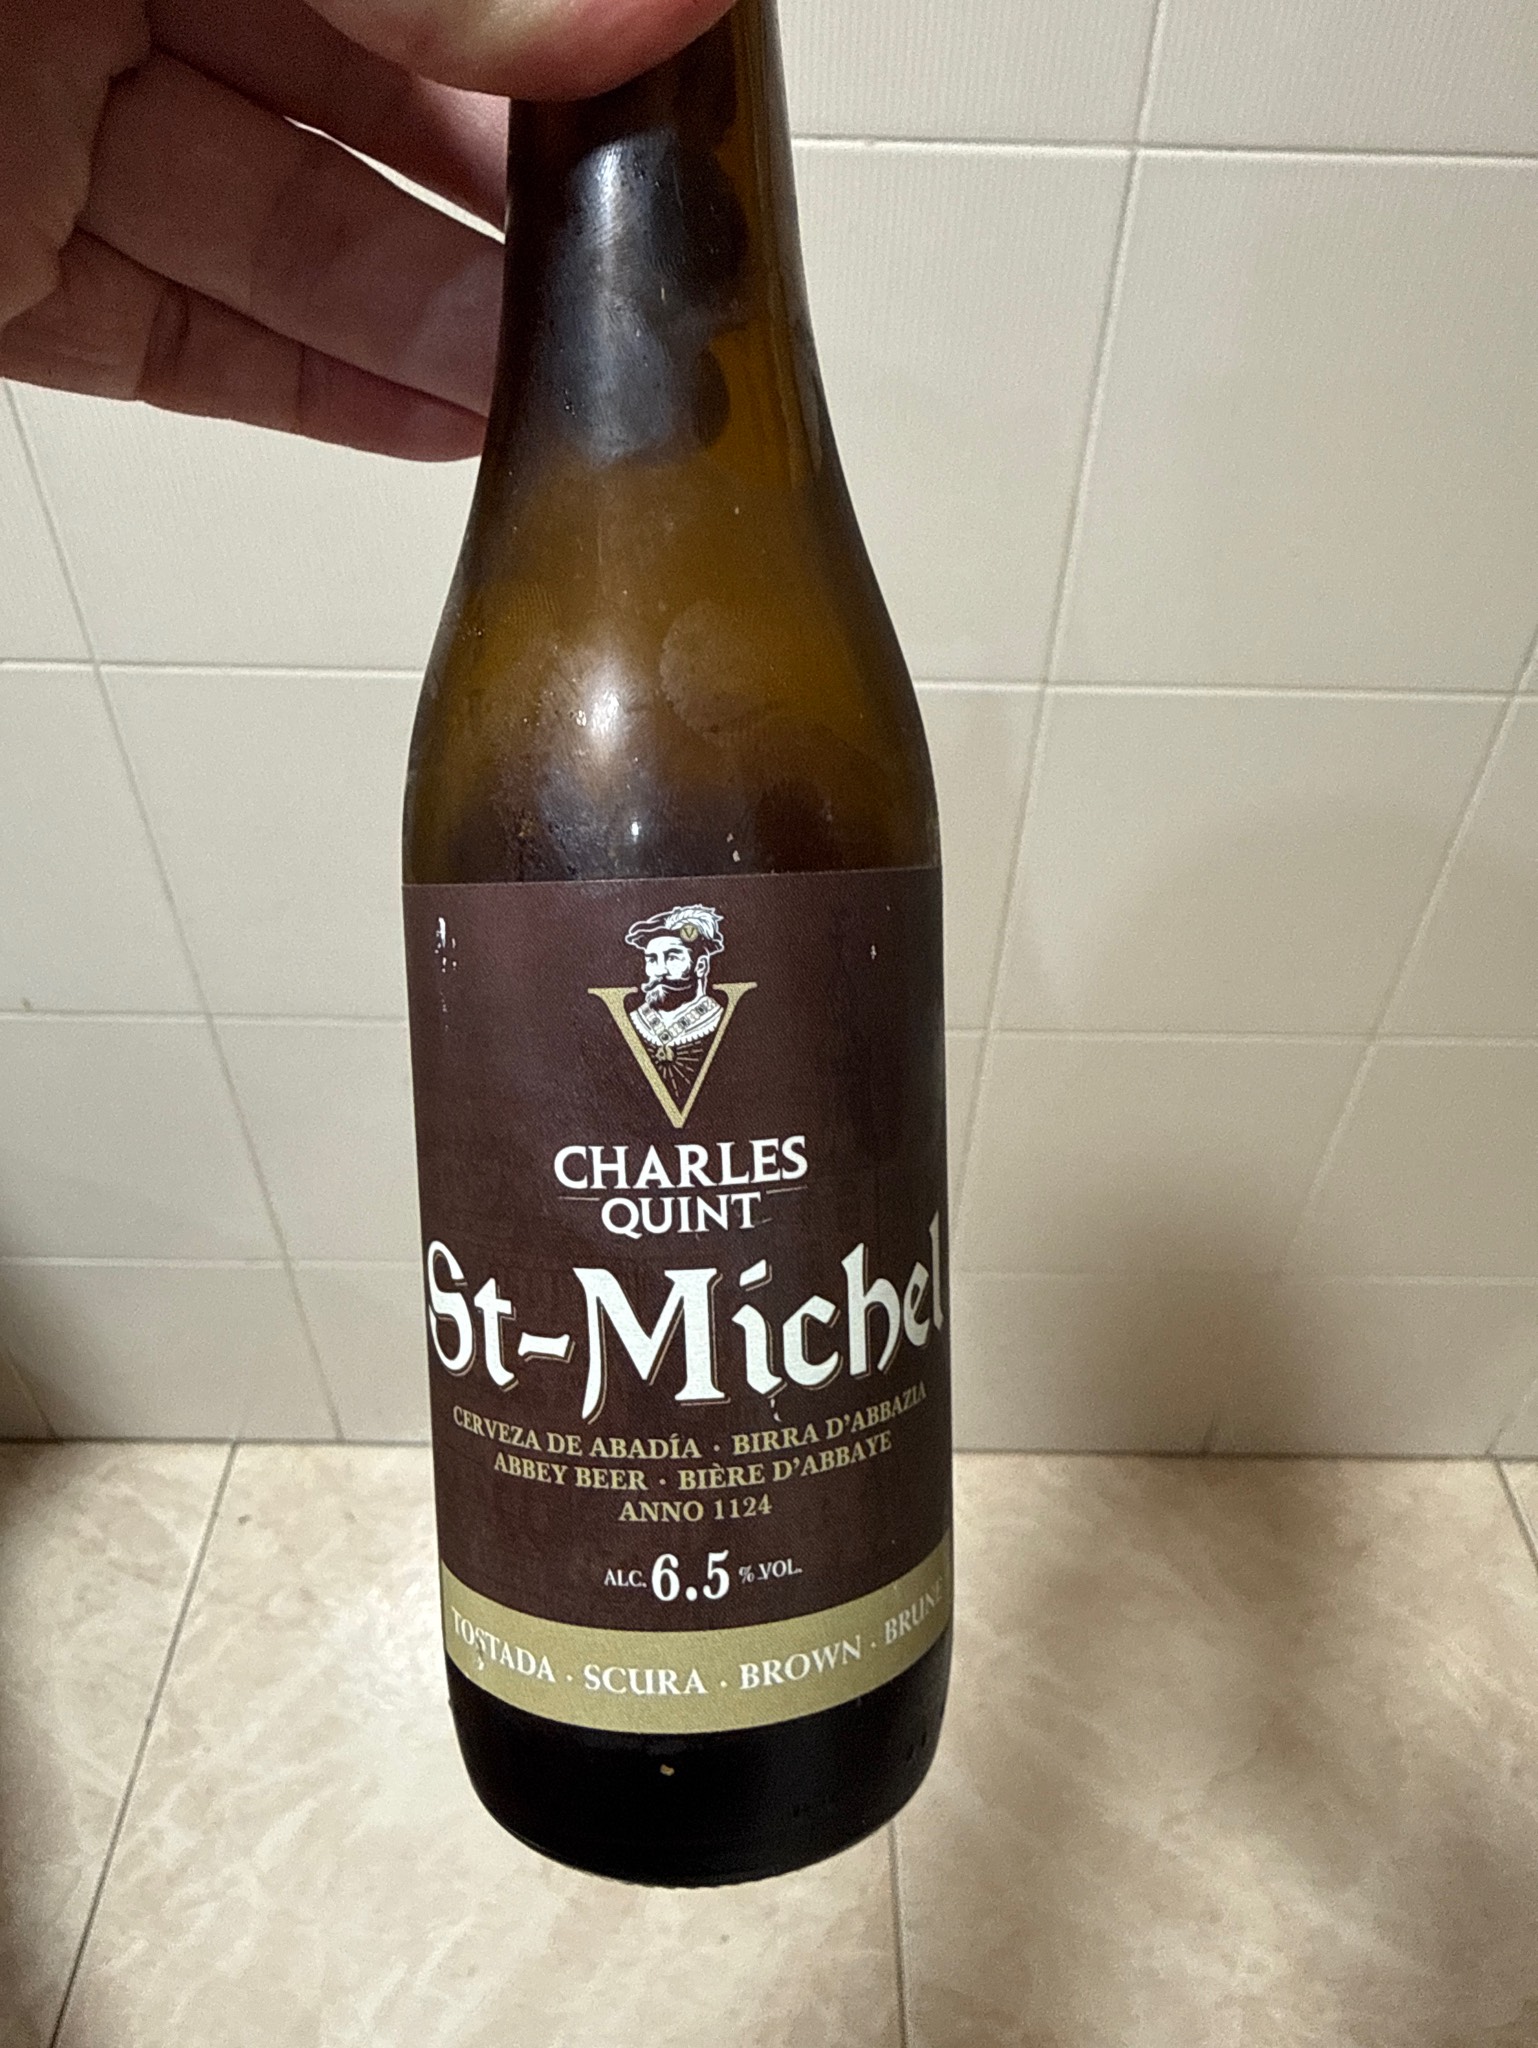 V
CHARLES
QUINT
St-Michel
CERVEZA DE ABADÍA · BIRRA D'ABBAZIA
ABBEY BEER · BIÈRE D'ABBAYE
ANNO 1124
ALC. 6.5 % VOL.
TOSTADA · SCURA · BROWN · BRUNE